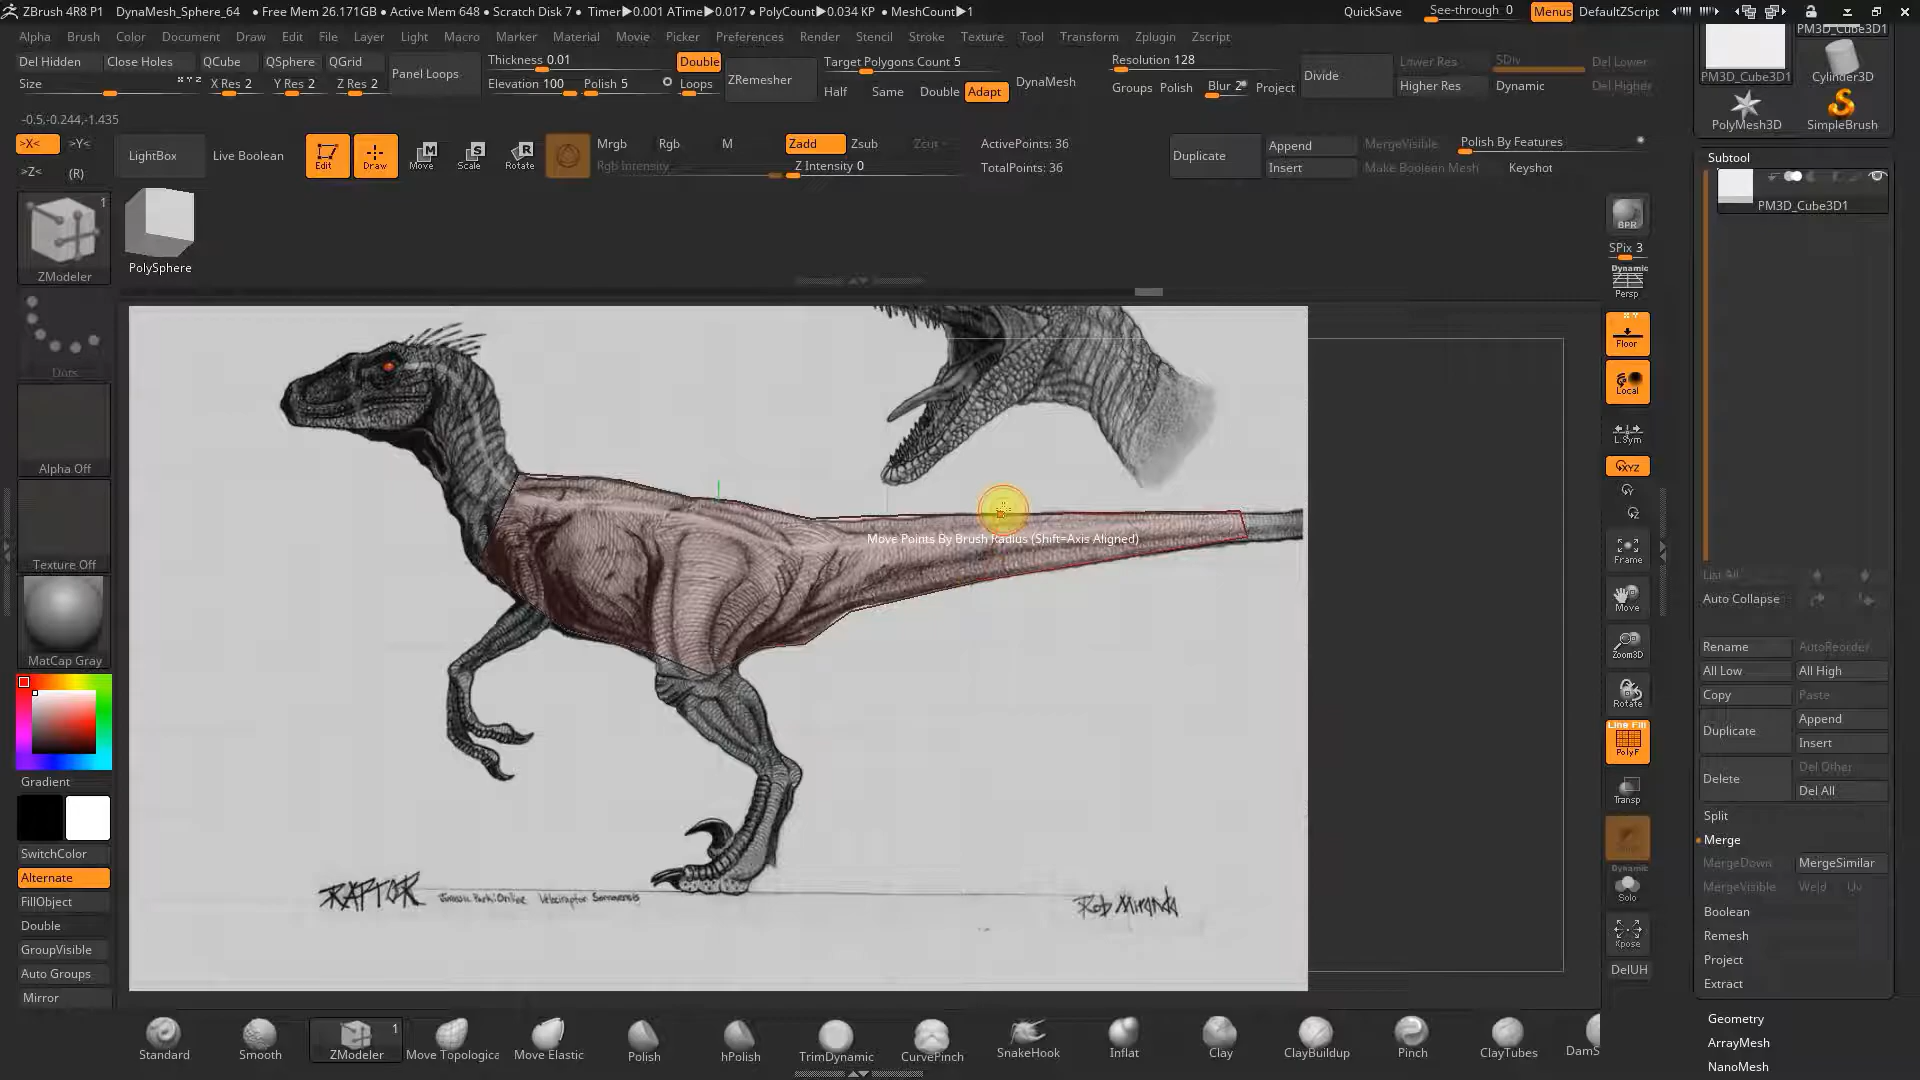 ZBrush 4R8 P1 DynaMesh_Sphere_64 • Free Mem 26.171GB • Active Mem 648 • Scratch Disk 7 • Timer▶0.001 ATime▶0.017 • PolyCount▶0.034 KP • MeshCount▶1 QuickSave See-through 0 Menus DefaultZScript
Alpha Brush Color Document Draw Edit File Layer Light Macro Marker Material Movie Picker Preferences Render Stencil Stroke Texture Tool Transform Zplugin Zscript
Del Hidden Close Holes QCube QSphere QGrid Panel Loops Thickness 0.01 Double ZRemesher Target Polygons Count 5 DynaMesh Resolution 128 Divide Lower Res SDiv Del Lower
Size X Res 2 Y Res 2 Z Res 2 Elevation 100 Polish 5 Loops Half Same Double Adapt Groups Polish Blur 2 Project Higher Res Dynamic Del Higher
-0.5,-0.244,-1.435
>X< >Y< >Z< (R)
LightBox Live Boolean Edit Draw Move Scale Rotate
Mrgb Rgb M Zadd Zsub Zcut ActivePoints: 36
Rgb Intensity Z Intensity 0 TotalPoints: 36
Duplicate Append MergeVisible Polish By Features
Insert Make Boolean Mesh Keyshot
1
ZModeler
PolySphere
Dots
Alpha Off
Texture Off
MatCap Gray
Gradient
SwitchColor
Alternate
FillObject
Double
GroupVisible
Auto Groups
Mirror
Move Points By Brush Radius (Shift=Axis Aligned)
RAPTOR
Rob Miranda
BPR
SPix 3
Dynamic
Persp
Floor
Local
L.Sym
XYZ
Frame
Move
Zoom3D
Rotate
Line Fill
PolyF
Transp
Dynamic
Solo
Xpose
DelUH
PM3D_Cube3D1
PM3D_Cube3D1 Cylinder3D
PolyMesh3D SimpleBrush
Subtool
PM3D_Cube3D1
List All
Auto Collapse
Rename AutoReorder
All Low All High
Copy Paste
Duplicate Append
Insert
Delete Del Other
Del All
Split
Merge
MergeDown MergeSimilar
MergeVisible Weld Uv
Boolean
Remesh
Project
Extract
Geometry
ArrayMesh
NanoMesh
Standard Smooth 1 ZModeler Move Topologica Move Elastic Polish hPolish TrimDynamic CurvePinch SnakeHook Inflat Clay ClayBuildup Pinch ClayTubes DamS